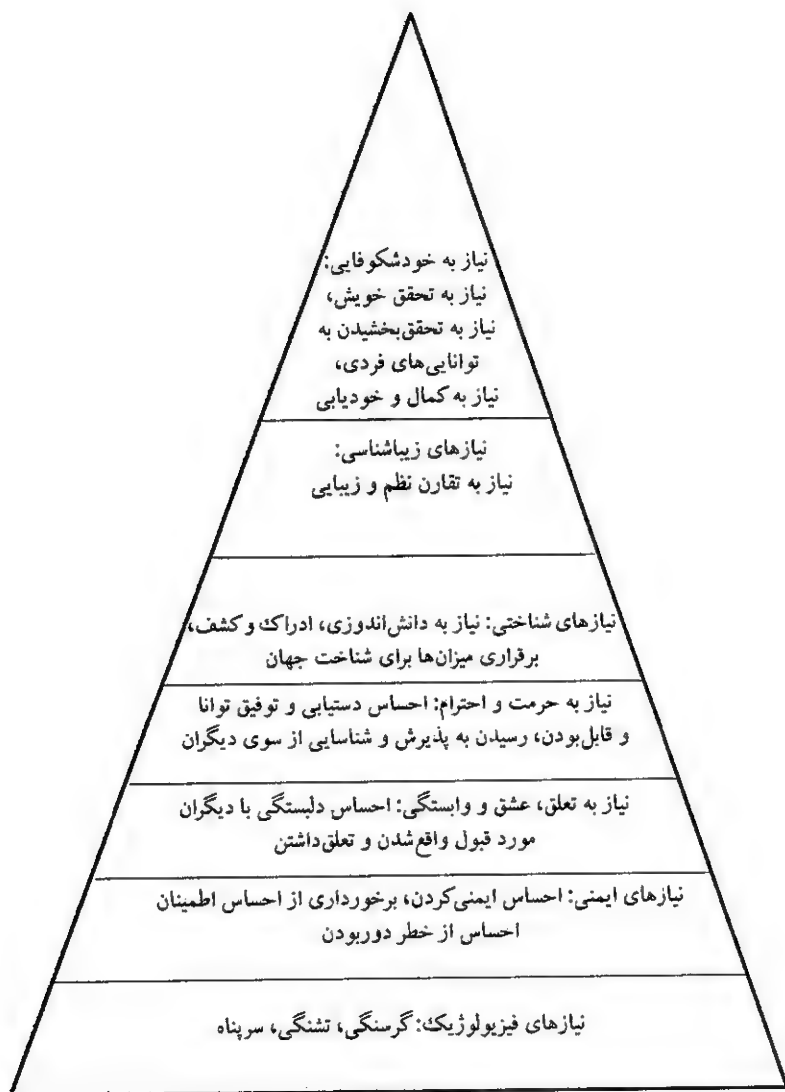 نیاز به خودشکوفایی:
نیاز به تحقق خویش،
نیاز به تحقق‌بخشیدن به
توانایی‌های فردی،
نیاز به کمال و خودیابی
نیازهای زیباشناسی:
نیاز به تقارن نظم و زیبایی
نیازهای شناختی: نیاز به دانش‌اندوزی، ادراک و کشف،
برقراری میزان‌ها برای شناخت جهان
نیاز به حرمت و احترام: احساس دستیابی و توفیق توانا
و قابل‌بودن، رسیدن به پذیرش و شناسایی از سوی دیگران
نیاز به تعلق، عشق و وابستگی: احساس دلبستگی با دیگران
مورد قبول واقع‌شدن و تعلق‌داشتن
نیازهای ایمنی: احساس ایمنی‌کردن، برخورداری از احساس اطمینان
احساس از خطر دوربودن
نیازهای فیزیولوژیک: گرسنگی، تشنگی، سرپناه